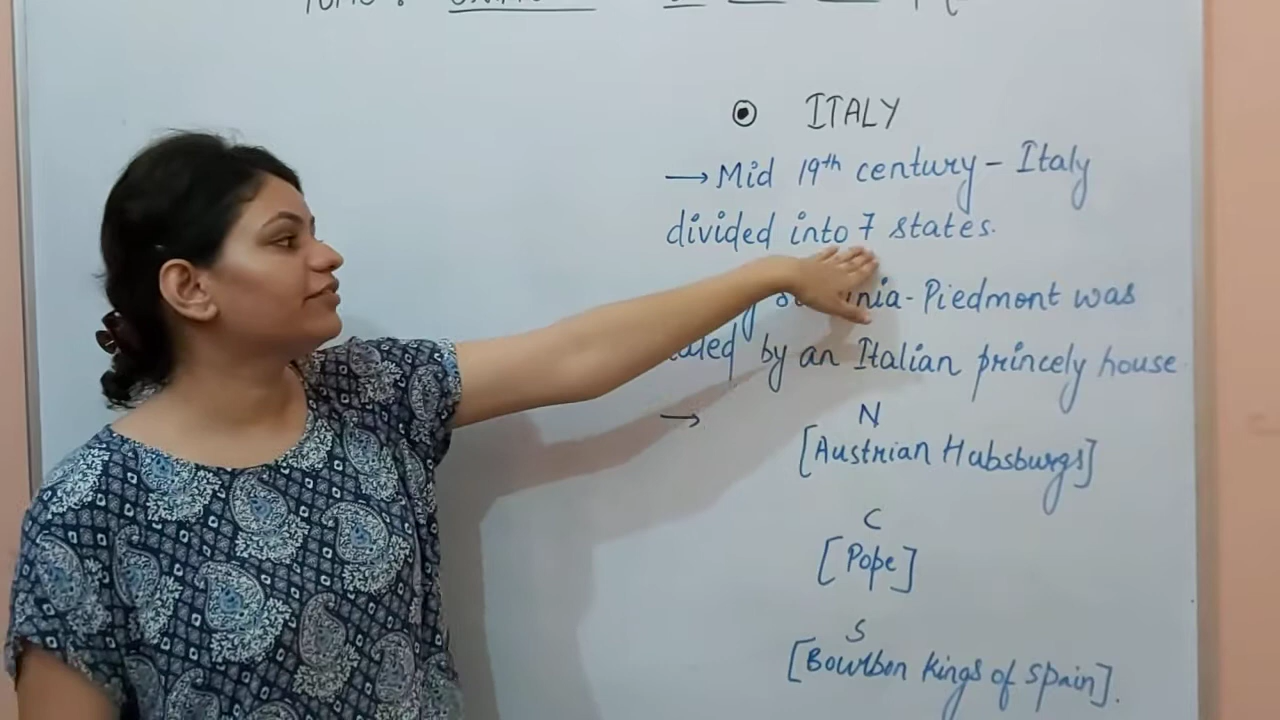 ⦿ ITALY
→ Mid 19th century - Italy
divided into 7 states.
nia - Piedmont was
by an Italian princely house
→ N
[Austrian Habsburgs]
C
[Pope]
S
[Bourbon kings of Spain].